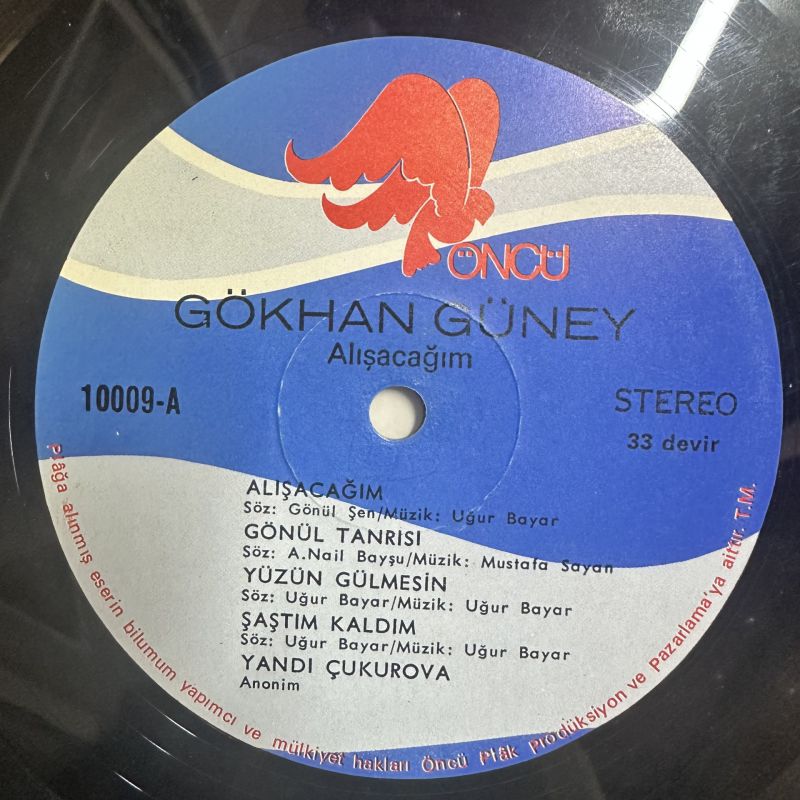 ÖNCÜ
GÖKHAN GÜNEY
Alışacağım
10009-A
STEREO
33 devir
ALIŞACAĞIM
Söz: Gönül Şen/Müzik: Uğur Bayar
GÖNÜL TANRISI
Söz: A.Nail Bayşu/Müzik: Mustafa Sayan
YÜZÜN GÜLMESİN
Söz: Uğur Bayar/Müzik: Uğur Bayar
ŞAŞTIM KALDIM
Söz: Uğur Bayar/Müzik: Uğur Bayar
YANDI ÇUKUROVA
Anonim
Plâğa alınmış eserin bilumum yapımcı ve mülkiyet hakları Öncü Plâk Prodüksiyon ve Pazarlama'ya aittir. T.M.